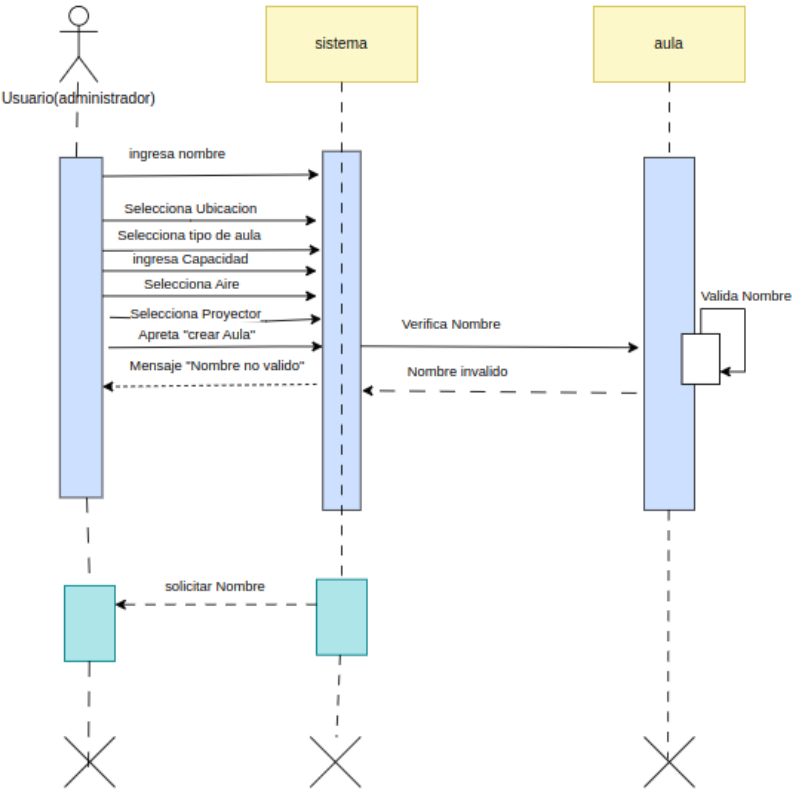 sistema
aula
Usuario(administrador)
ingresa nombre
Selecciona Ubicacion
Selecciona tipo de aula
ingresa Capacidad
Selecciona Aire
Valida Nombre
Selecciona Proyector
Verifica Nombre
Apreta "crear Aula"
Mensaje "Nombre no valido"
Nombre invalido
solicitar Nombre